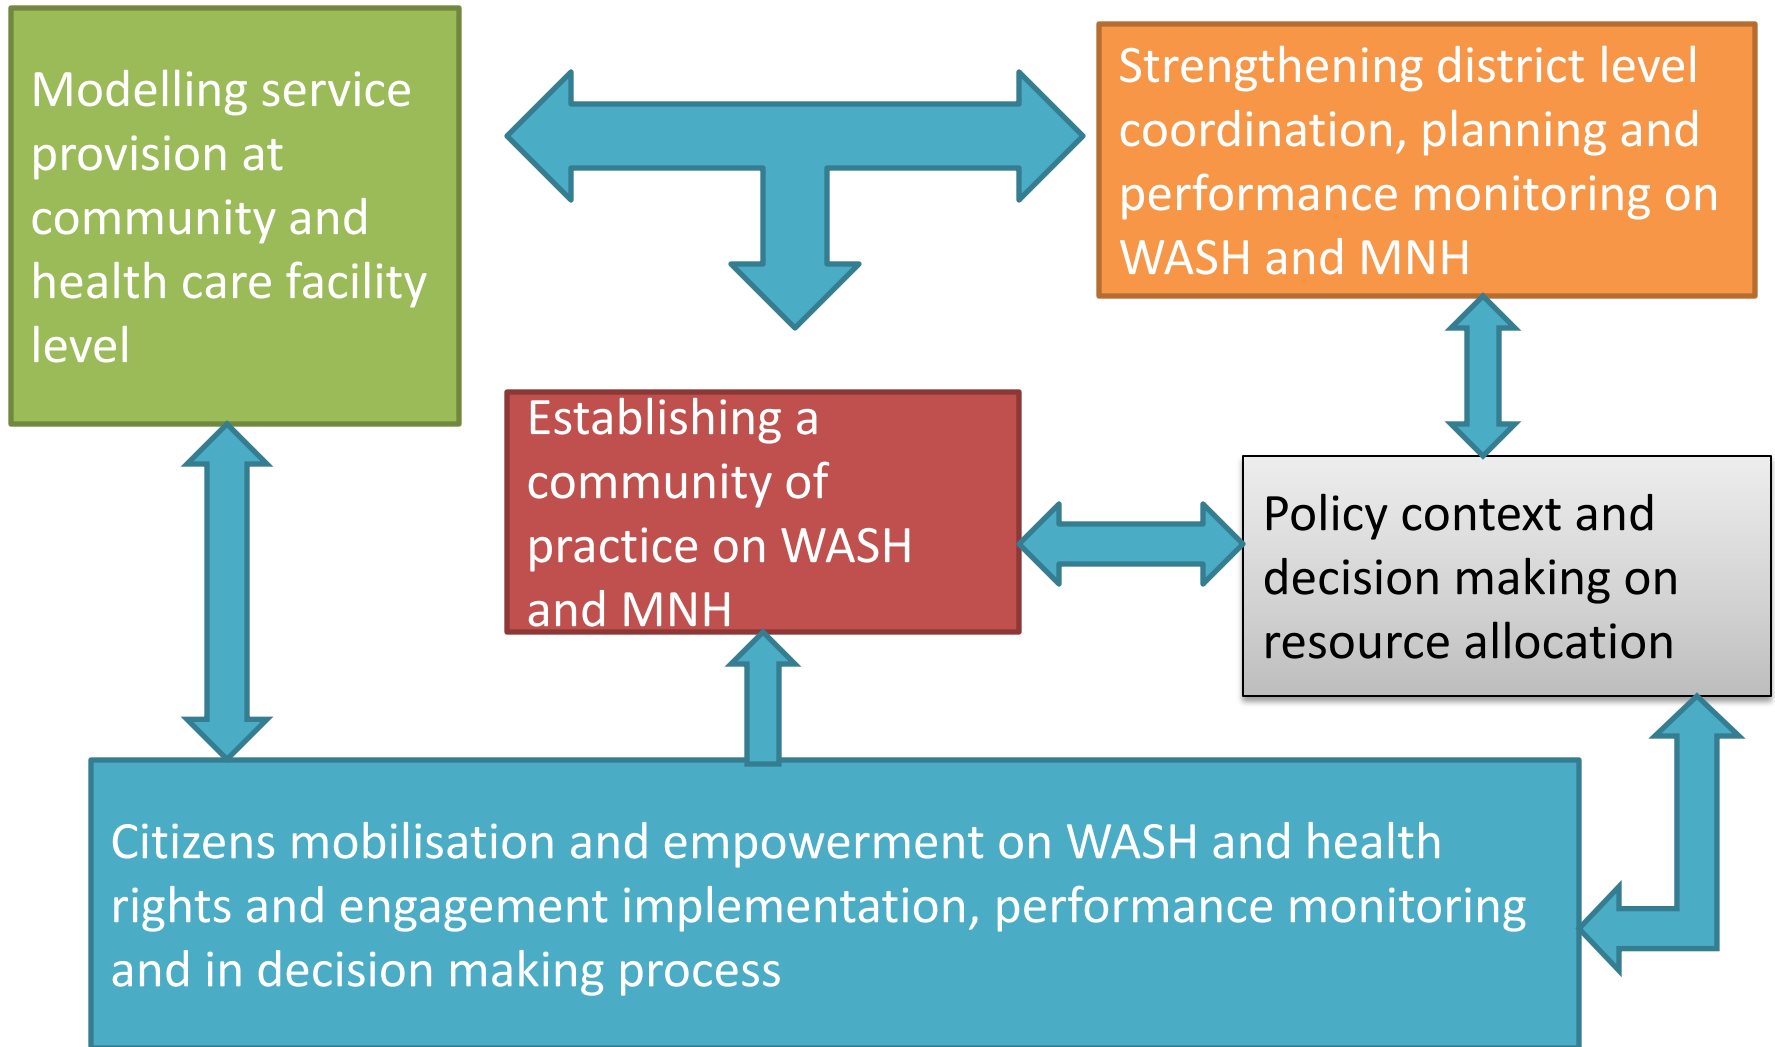 Modelling service
provision at
community and
health care facility
level
Strengthening district level
coordination, planning and
performance monitoring on
WASH and MNH
Establishing a
community of
practice on WASH
and MNH
Policy context and
decision making on
resource allocation
Citizens mobilisation and empowerment on WASH and health
rights and engagement implementation, performance monitoring
and in decision making process